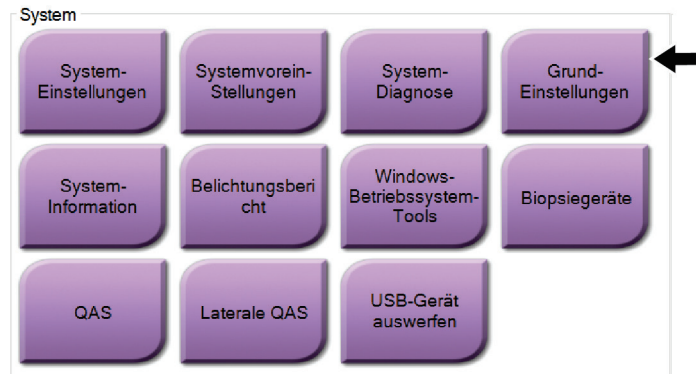 System
System-
Einstellungen
Systemvorein-
Stellungen
System-
Diagnose
Grund-
Einstellungen
System-
Information
Belichtungsberi
cht
Windows-
Betriebssystem-
Tools
Biopsiegeräte
QAS
Laterale QAS
USB-Gerät
auswerfen